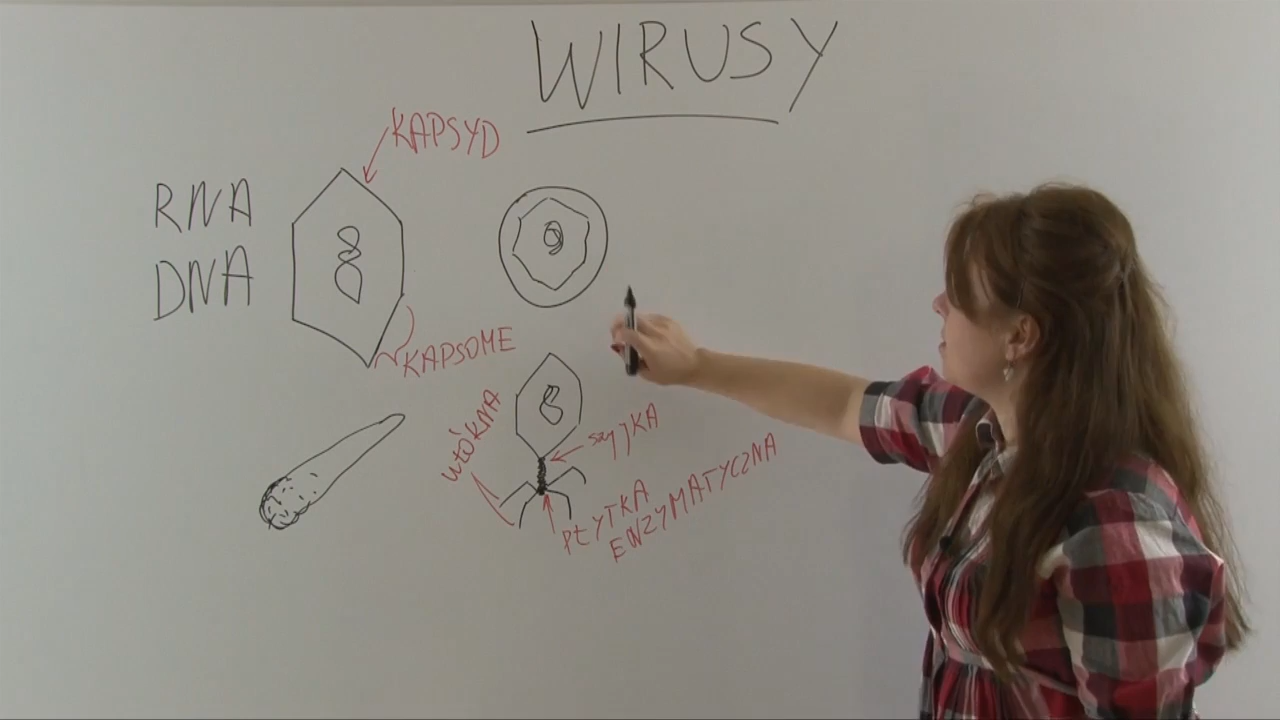 WIRUSY
KAPSYD
RNA
DNA
KAPSOME
WŁÓKNA
SZYJKA
PŁYTKA
ENZYMATYCZNA